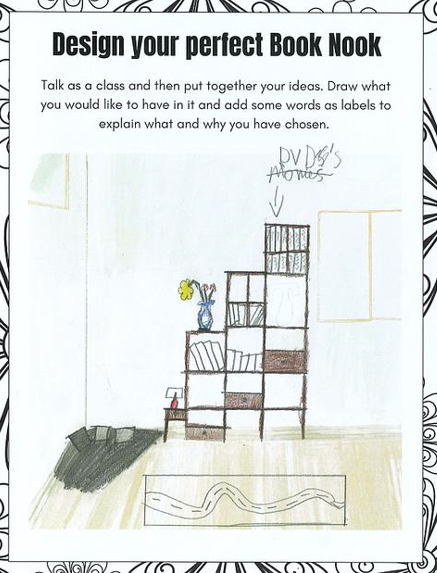 Design your perfect Book Nook
Talk as a class and then put together your ideas. Draw what
you would like to have in it and add some words as labels to
explain what and why you have chosen.
DVD's
Movies